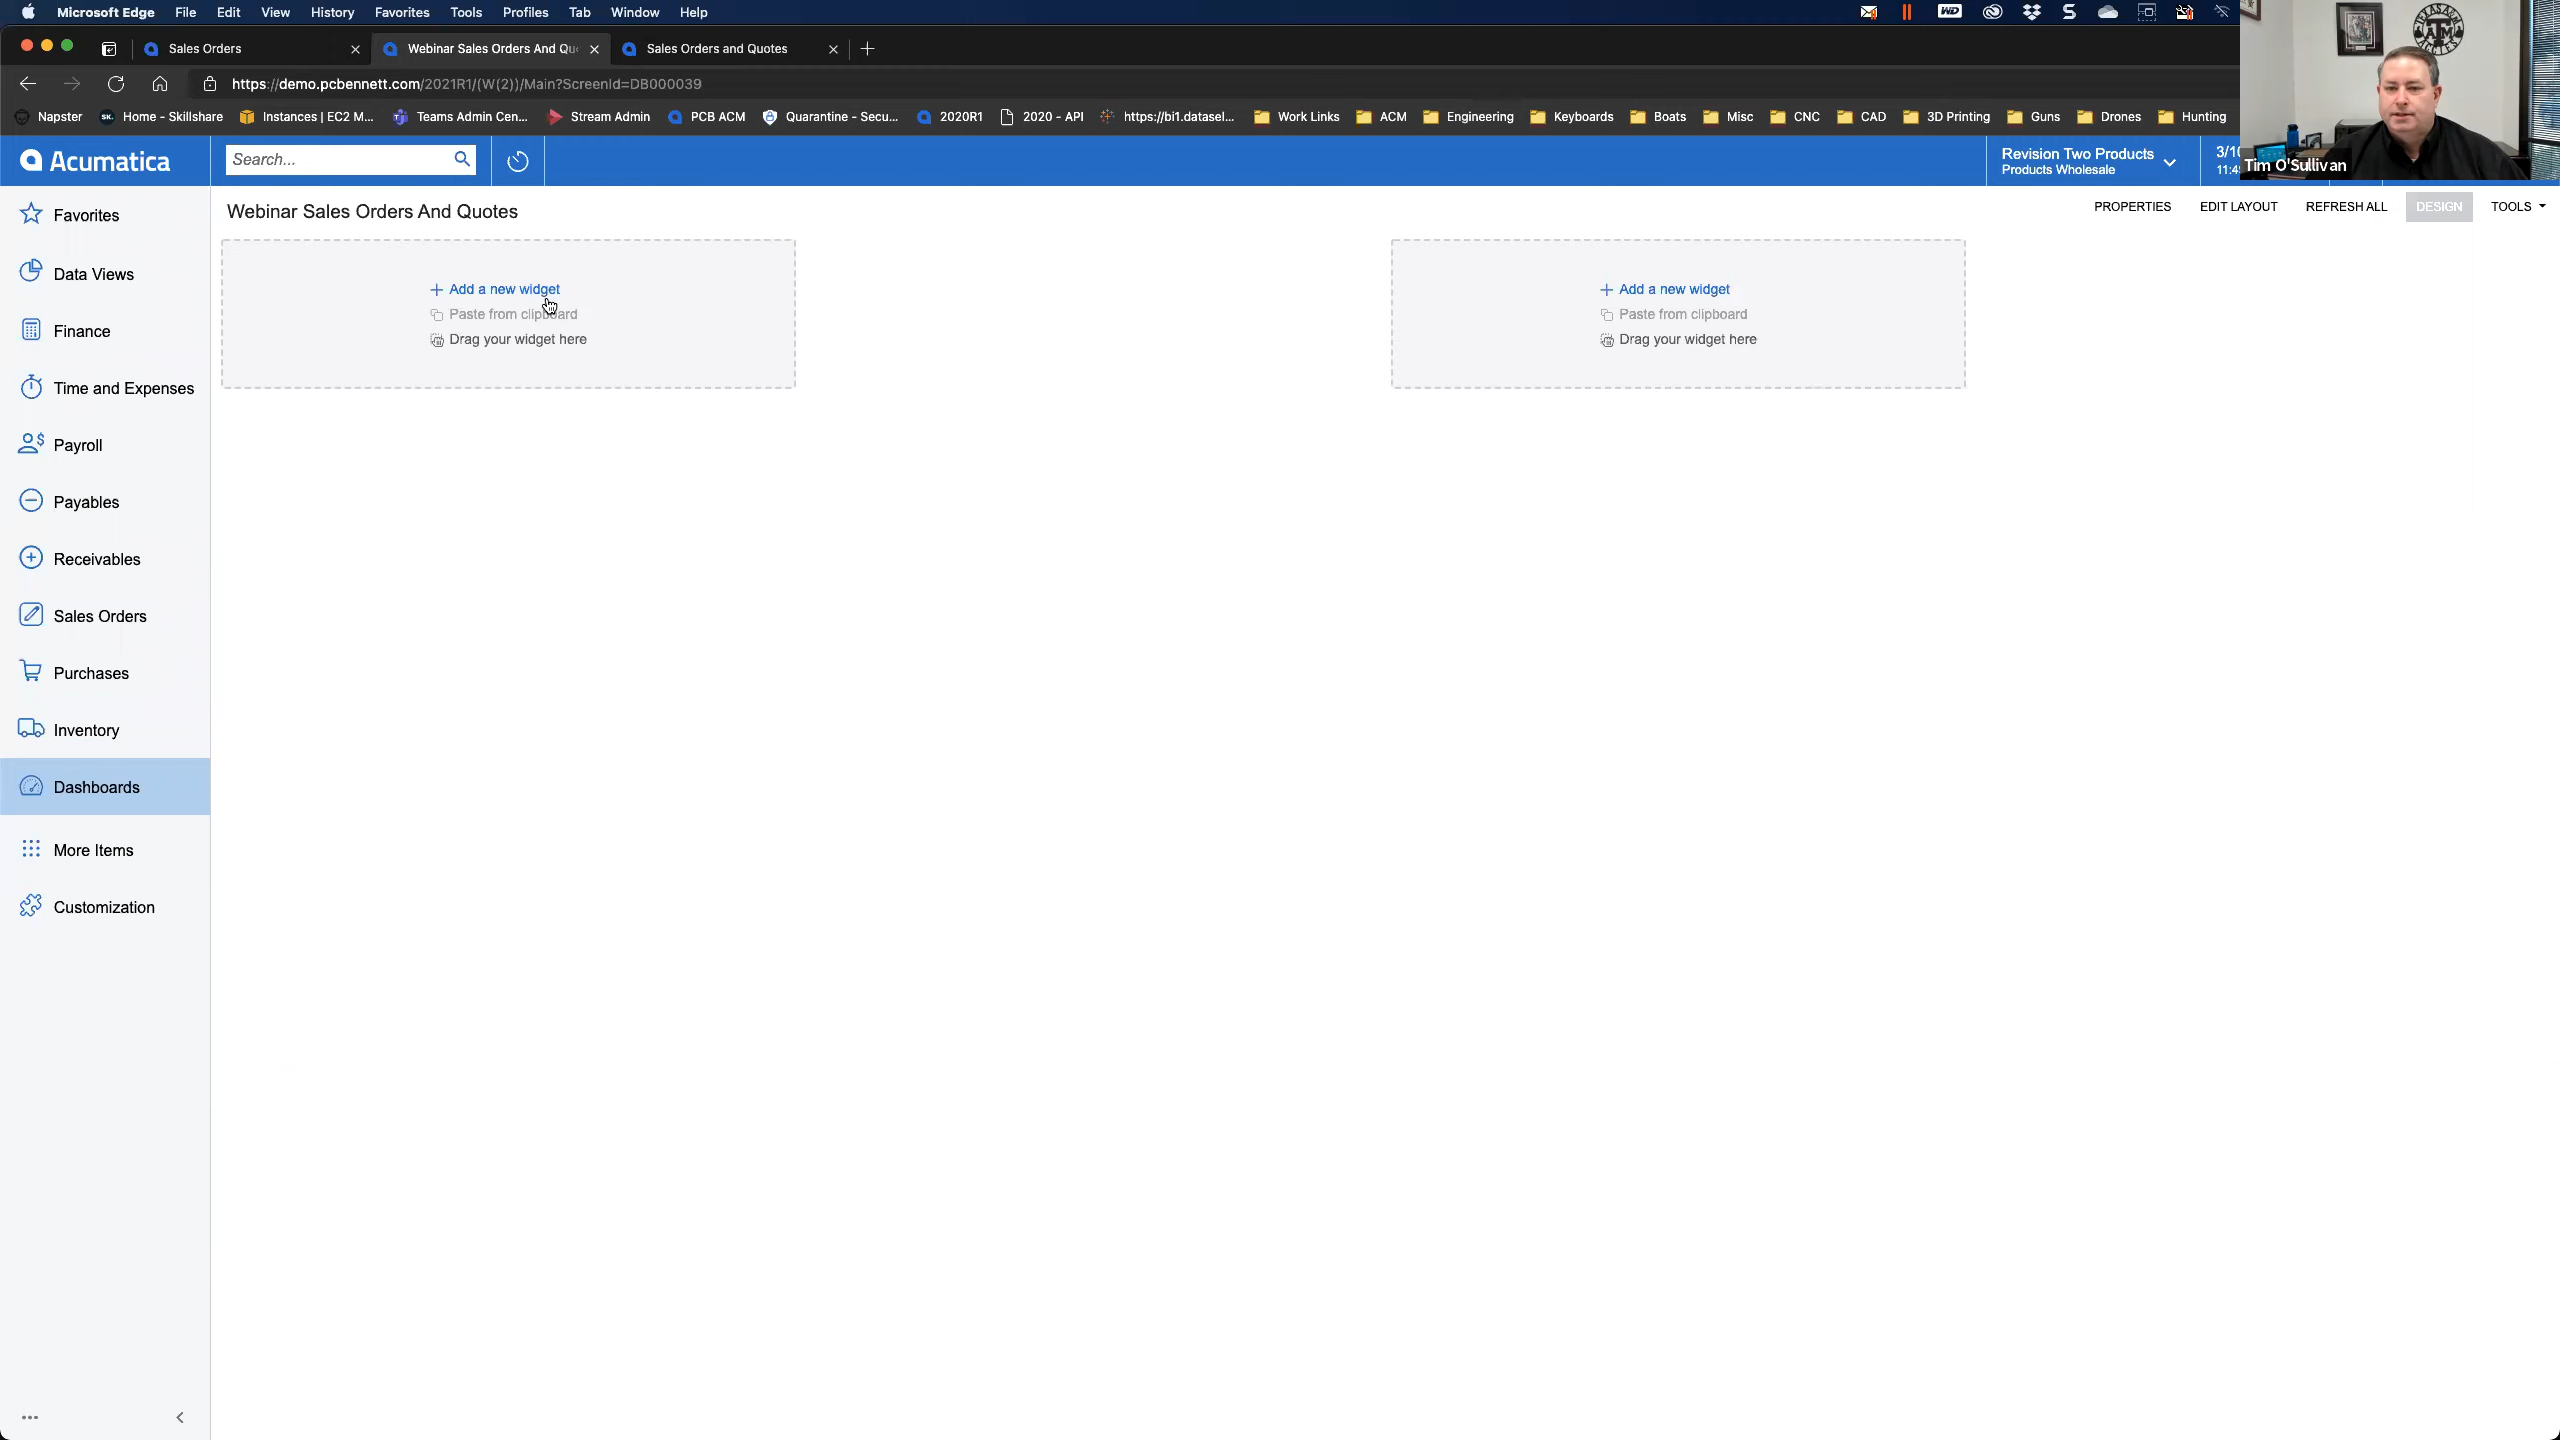 Microsoft Edge File Edit View History Favorites Tools Profiles Tab Window Help
WD
Sales Orders
Webinar Sales Orders And Qu
Sales Orders and Quotes
https://demo.pcbennett.com/2021R1/(W(2))/Main?ScreenId=DB000039
Napster
Home - Skillshare
Instances | EC2 M...
Teams Admin Cen...
Stream Admin
PCB ACM
Quarantine - Secu...
2020R1
2020 - API
https://bi1.datasel...
Work Links
ACM
Engineering
Keyboards
Boats
Misc
CNC
CAD
3D Printing
Guns
Drones
Hunting
Acumatica
Search...
Revision Two Products
Products Wholesale
Tim O'Sullivan
Webinar Sales Orders And Quotes
PROPERTIES
EDIT LAYOUT
REFRESH ALL
DESIGN
TOOLS
Favorites
Data Views
Finance
Time and Expenses
Payroll
Payables
Receivables
Sales Orders
Purchases
Inventory
Dashboards
More Items
Customization
Add a new widget
Paste from clipboard
Drag your widget here
Add a new widget
Paste from clipboard
Drag your widget here